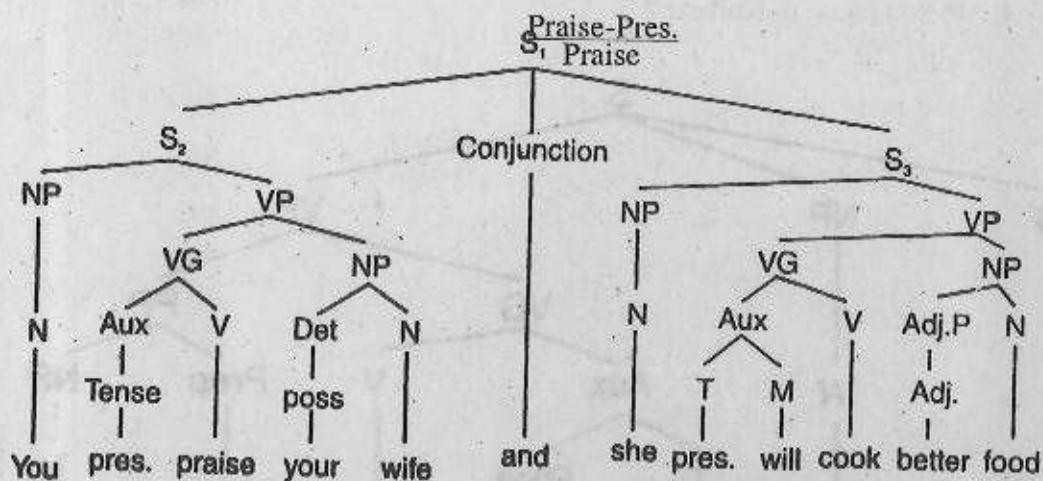 Praise-Pres.
S₁ Praise
S₂ Conjunction S₃
NP VP NP VP
VG NP VG NP
N Aux V Det N N Aux V Adj.P N
Tense poss T M Adj.
You pres. praise your wife and she pres. will cook better food